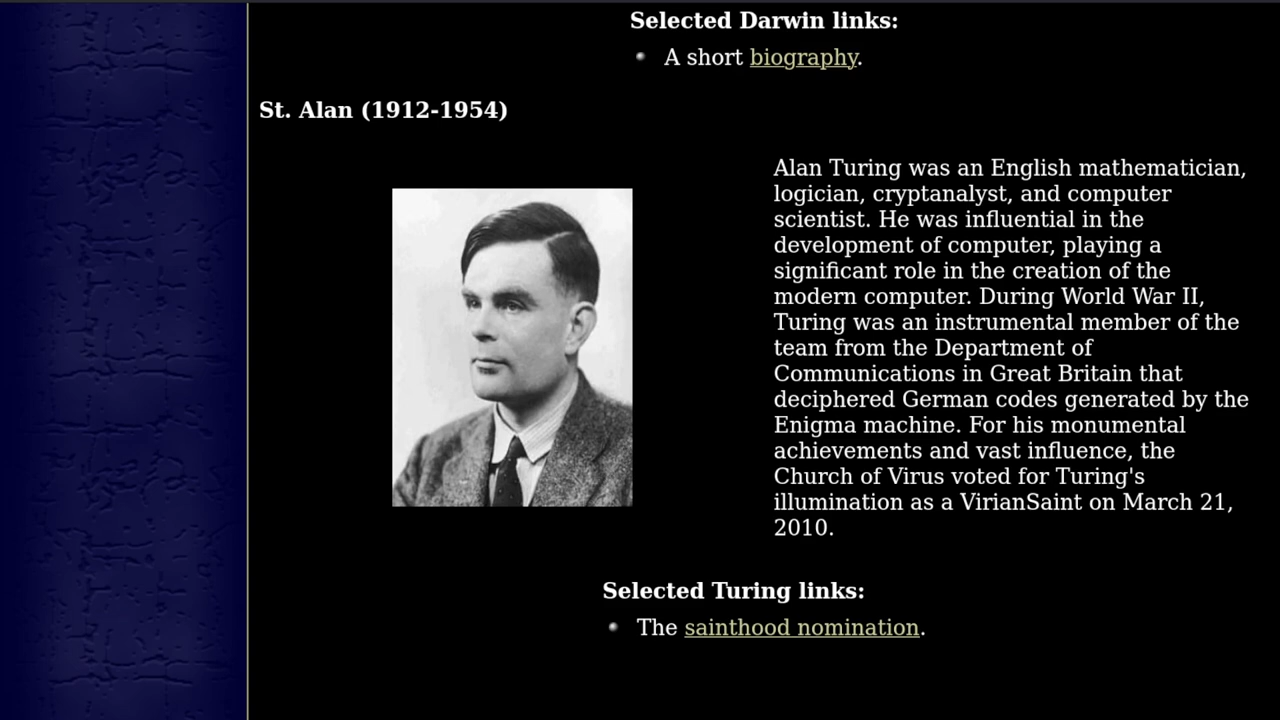 Selected Darwin links:
A short biography.
St. Alan (1912-1954)
Alan Turing was an English mathematician,
logician, cryptanalyst, and computer
scientist. He was influential in the
development of computer, playing a
significant role in the creation of the
modern computer. During World War II,
Turing was an instrumental member of the
team from the Department of
Communications in Great Britain that
deciphered German codes generated by the
Enigma machine. For his monumental
achievements and vast influence, the
Church of Virus voted for Turing's
illumination as a VirianSaint on March 21,
2010.
Selected Turing links:
The sainthood nomination.